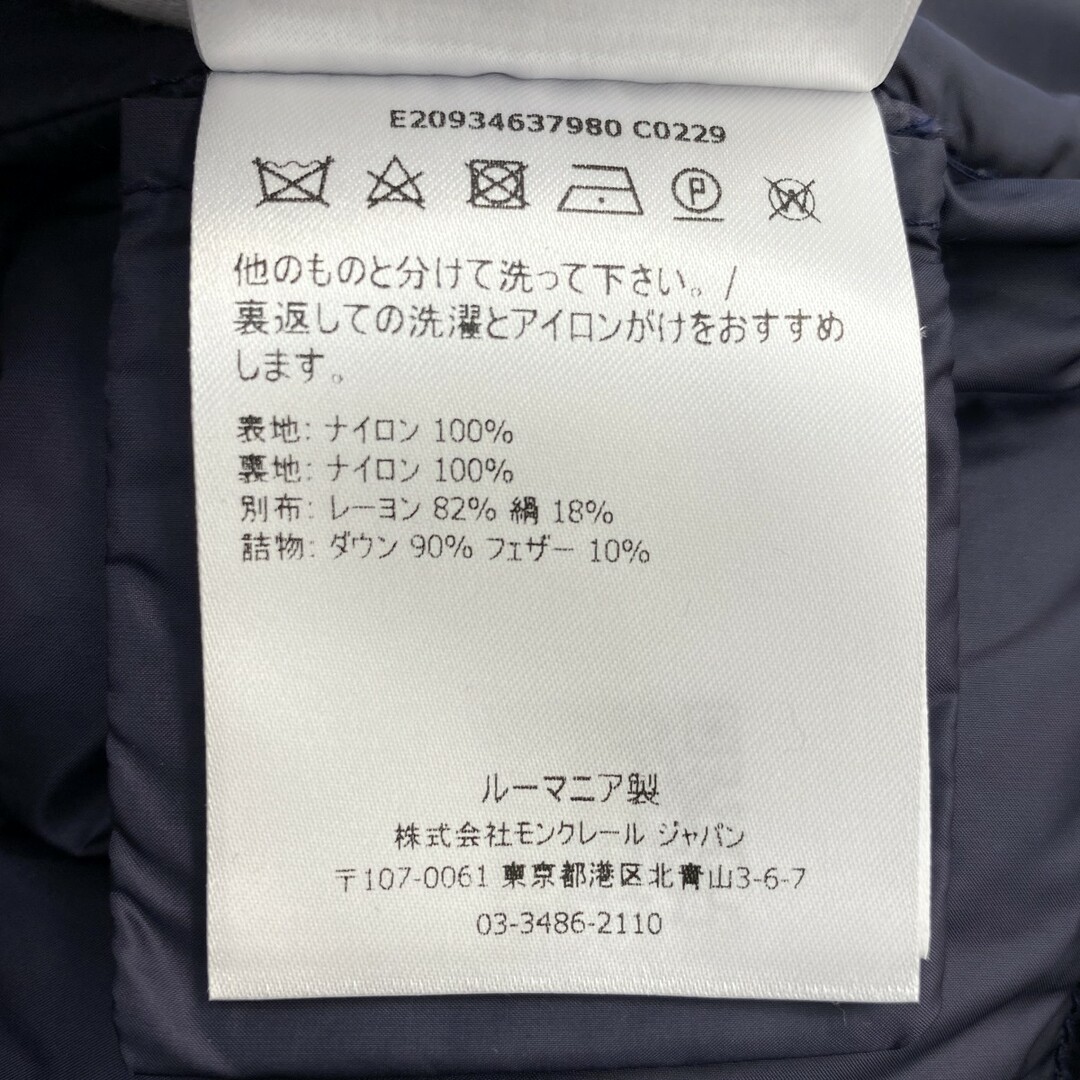 E20934637980 C0229
P
W
他のものと分けて洗って下さい。/
裏返しての洗濯とアイロンがけをおすすめ
します。
表地: ナイロン 100%
裏地: ナイロン 100%
別布: レーヨン 82% 絹 18%
詰物: ダウン 90% フェザー 10%
ルーマニア製
株式会社モンクレール ジャパン
〒107-0061 東京都港区北青山3-6-7
03-3486-2110